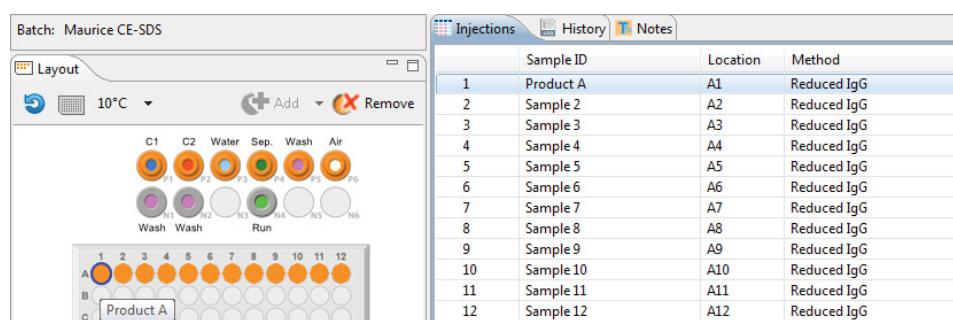 Batch: Maurice CE-SDS
Layout
10°C Add Remove
C1 C2 Water Sep. Wash Air
P1 P2 P3 P4 P5 P6
N1 N2 N3 N4 N5 N6
Wash Wash Run
1 2 3 4 5 6 7 8 9 10 11 12
A
B
C
Product A
Injections History Notes
Sample ID Location Method
1 Product A A1 Reduced IgG
2 Sample 2 A2 Reduced IgG
3 Sample 3 A3 Reduced IgG
4 Sample 4 A4 Reduced IgG
5 Sample 5 A5 Reduced IgG
6 Sample 6 A6 Reduced IgG
7 Sample 7 A7 Reduced IgG
8 Sample 8 A8 Reduced IgG
9 Sample 9 A9 Reduced IgG
10 Sample 10 A10 Reduced IgG
11 Sample 11 A11 Reduced IgG
12 Sample 12 A12 Reduced IgG